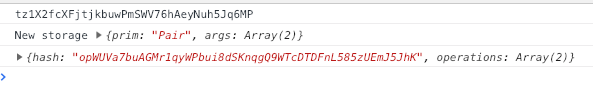 tz1X2fcXFjtjkbuwPmSWV76hAeyNuh5Jq6MP
New storage ▶{prim: "Pair", args: Array(2)}
▶{hash: "opWUVa7buAGMr1qyWPbui8dSKnqgQ9WTcDTDFnL585zUEmJ5JhK", operations: Array(2)}
>